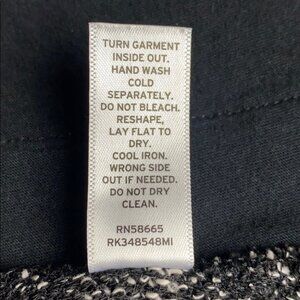 TURN GARMENT
INSIDE OUT.
HAND WASH
COLD
SEPARATELY.
DO NOT BLEACH.
RESHAPE,
LAY FLAT TO
DRY.
COOL IRON.
WRONG SIDE
OUT IF NEEDED.
DO NOT DRY
CLEAN.
RN58665
RK348548MI